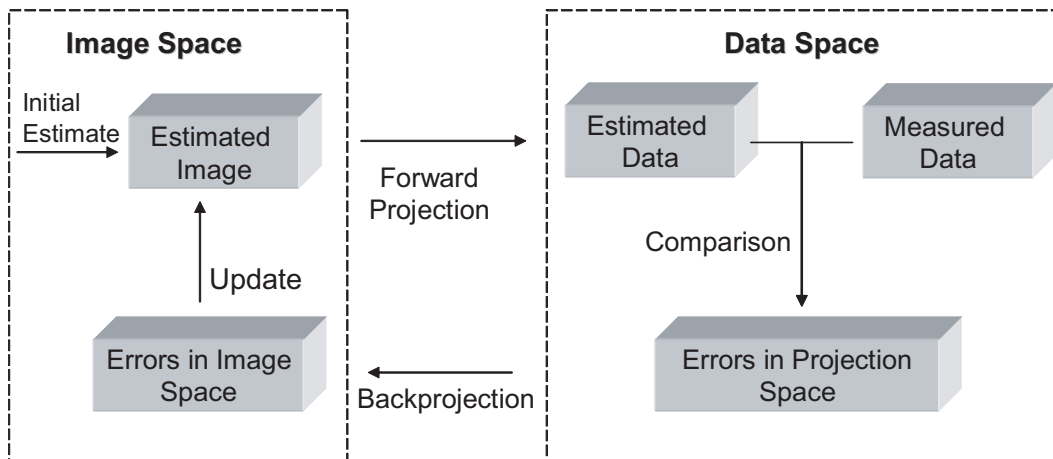 Image Space
Initial
Estimate
Estimated
Image
Update
Errors in Image
Space
Forward
Projection
Backprojection
Data Space
Estimated
Data
Measured
Data
Comparison
Errors in Projection
Space